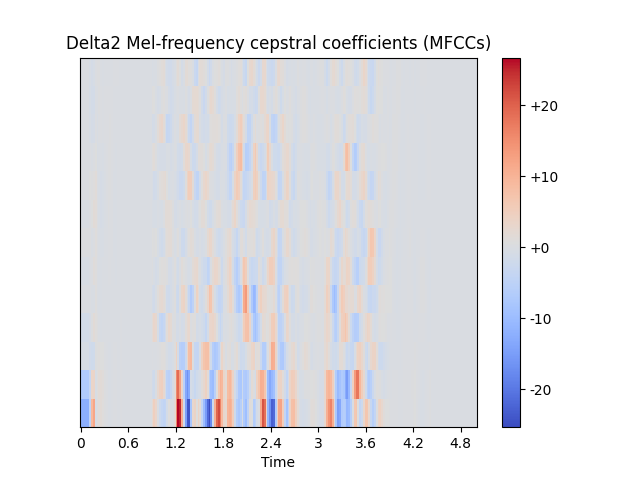 Delta2 Mel-frequency cepstral coefficients (MFCCs)
+20
+10
+0
-10
-20
0 0.6 1.2 1.8 2.4 3 3.6 4.2 4.8
Time